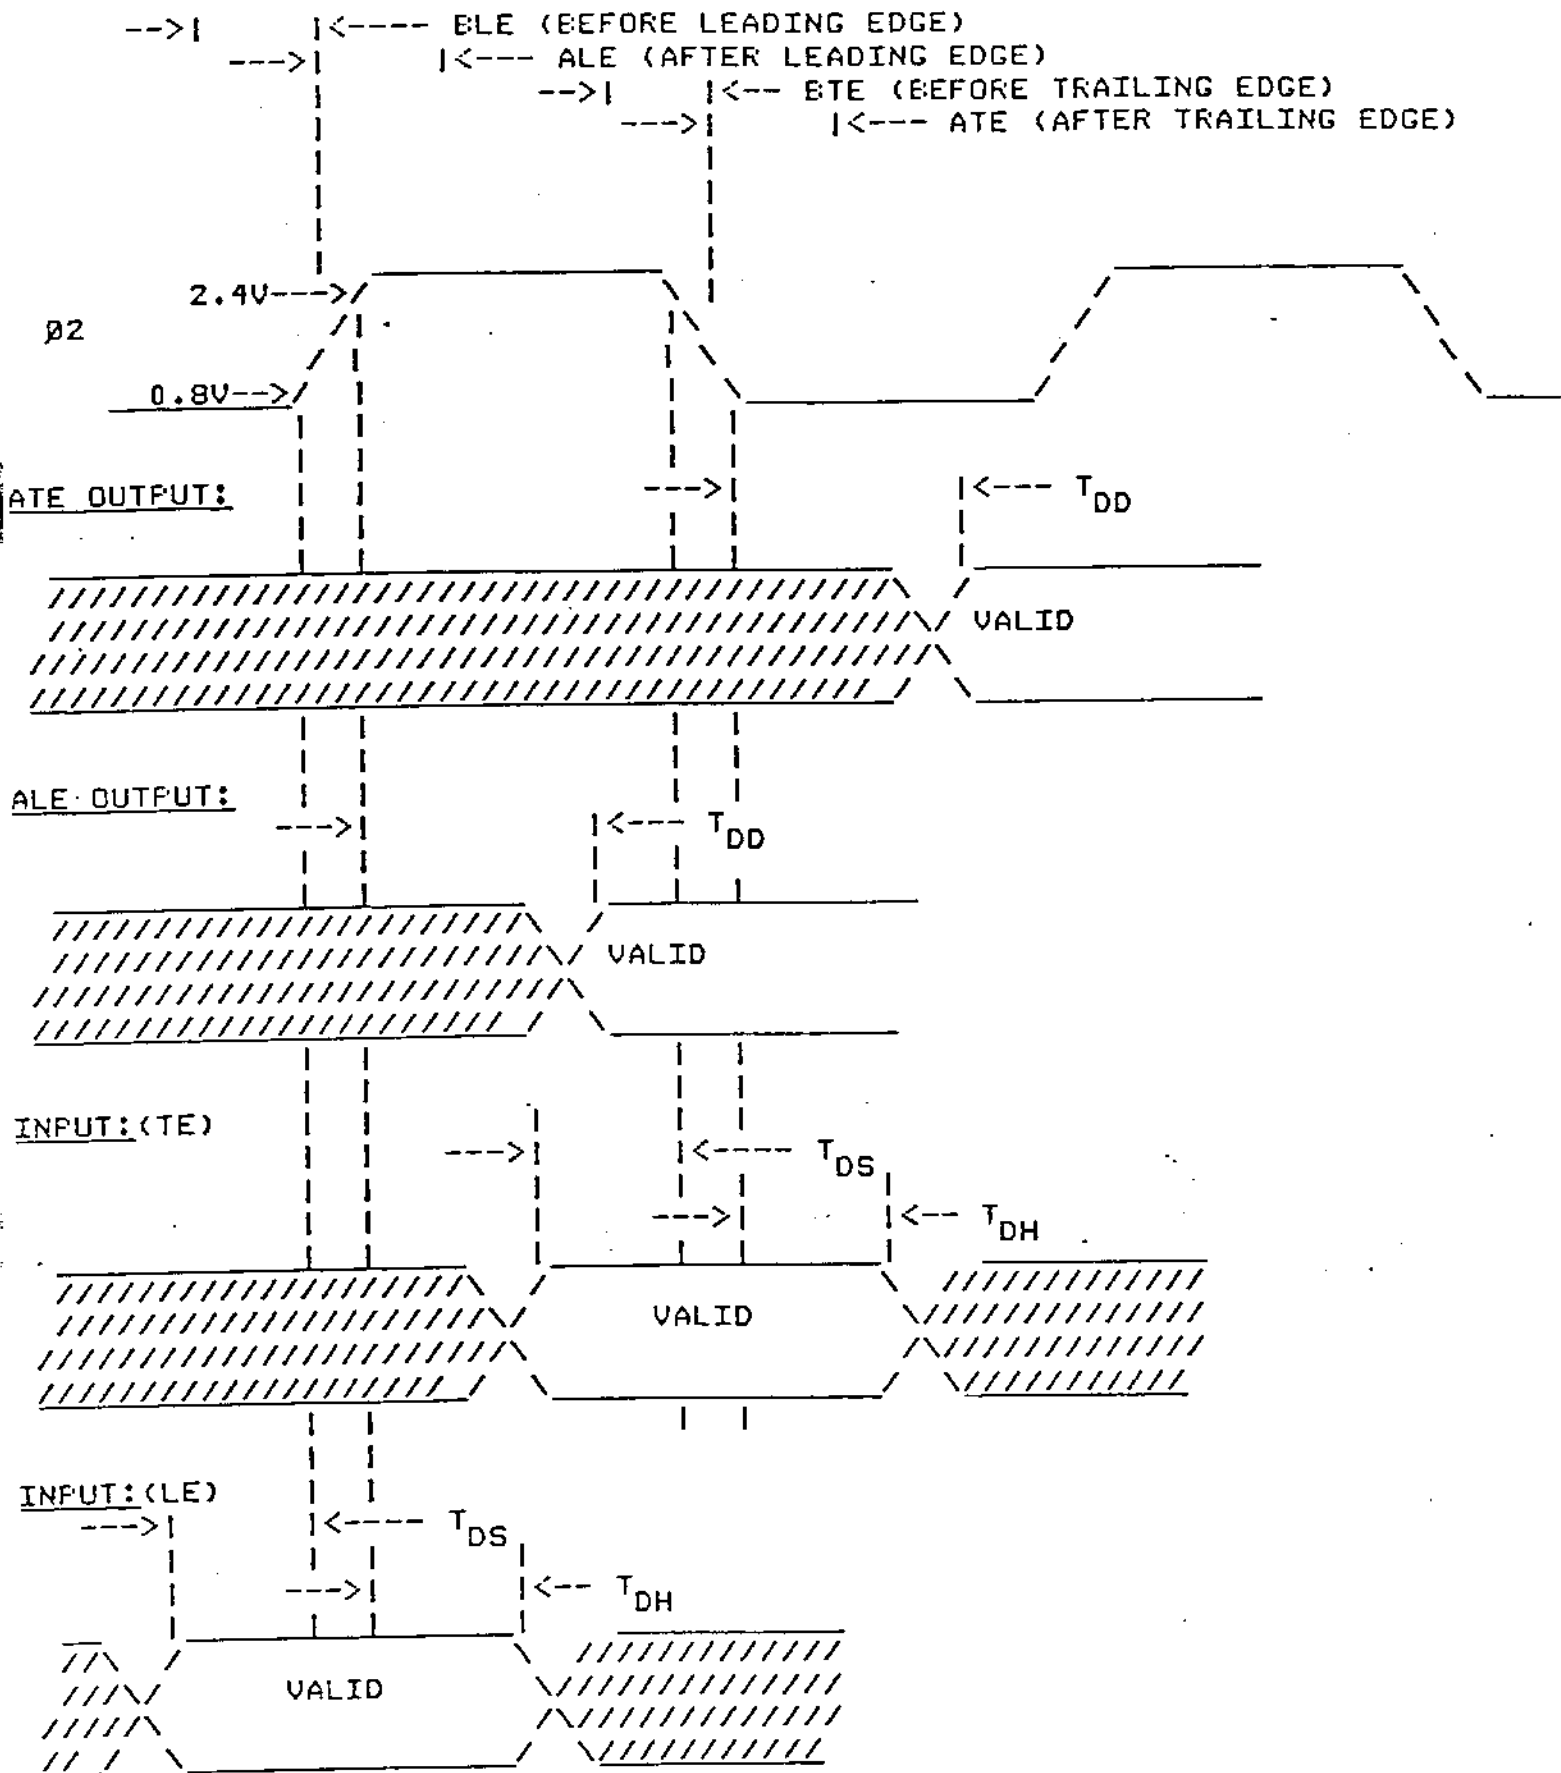 -->| |<---- BLE (BEFORE LEADING EDGE)
--->| |<--- ALE (AFTER LEADING EDGE)
-->| |<-- BTE (BEFORE TRAILING EDGE)
--->| |<--- ATE (AFTER TRAILING EDGE)
2.4V--->
Ø2
0.8V-->
ATE OUTPUT:
--->| |<--- TDD
VALID
ALE OUTPUT:
--->| |<--- TDD
VALID
INPUT:(TE)
--->| |<---- TDS
--->| |<-- TDH
VALID
INPUT:(LE)
--->| |<---- TDS
--->| |<-- TDH
VALID